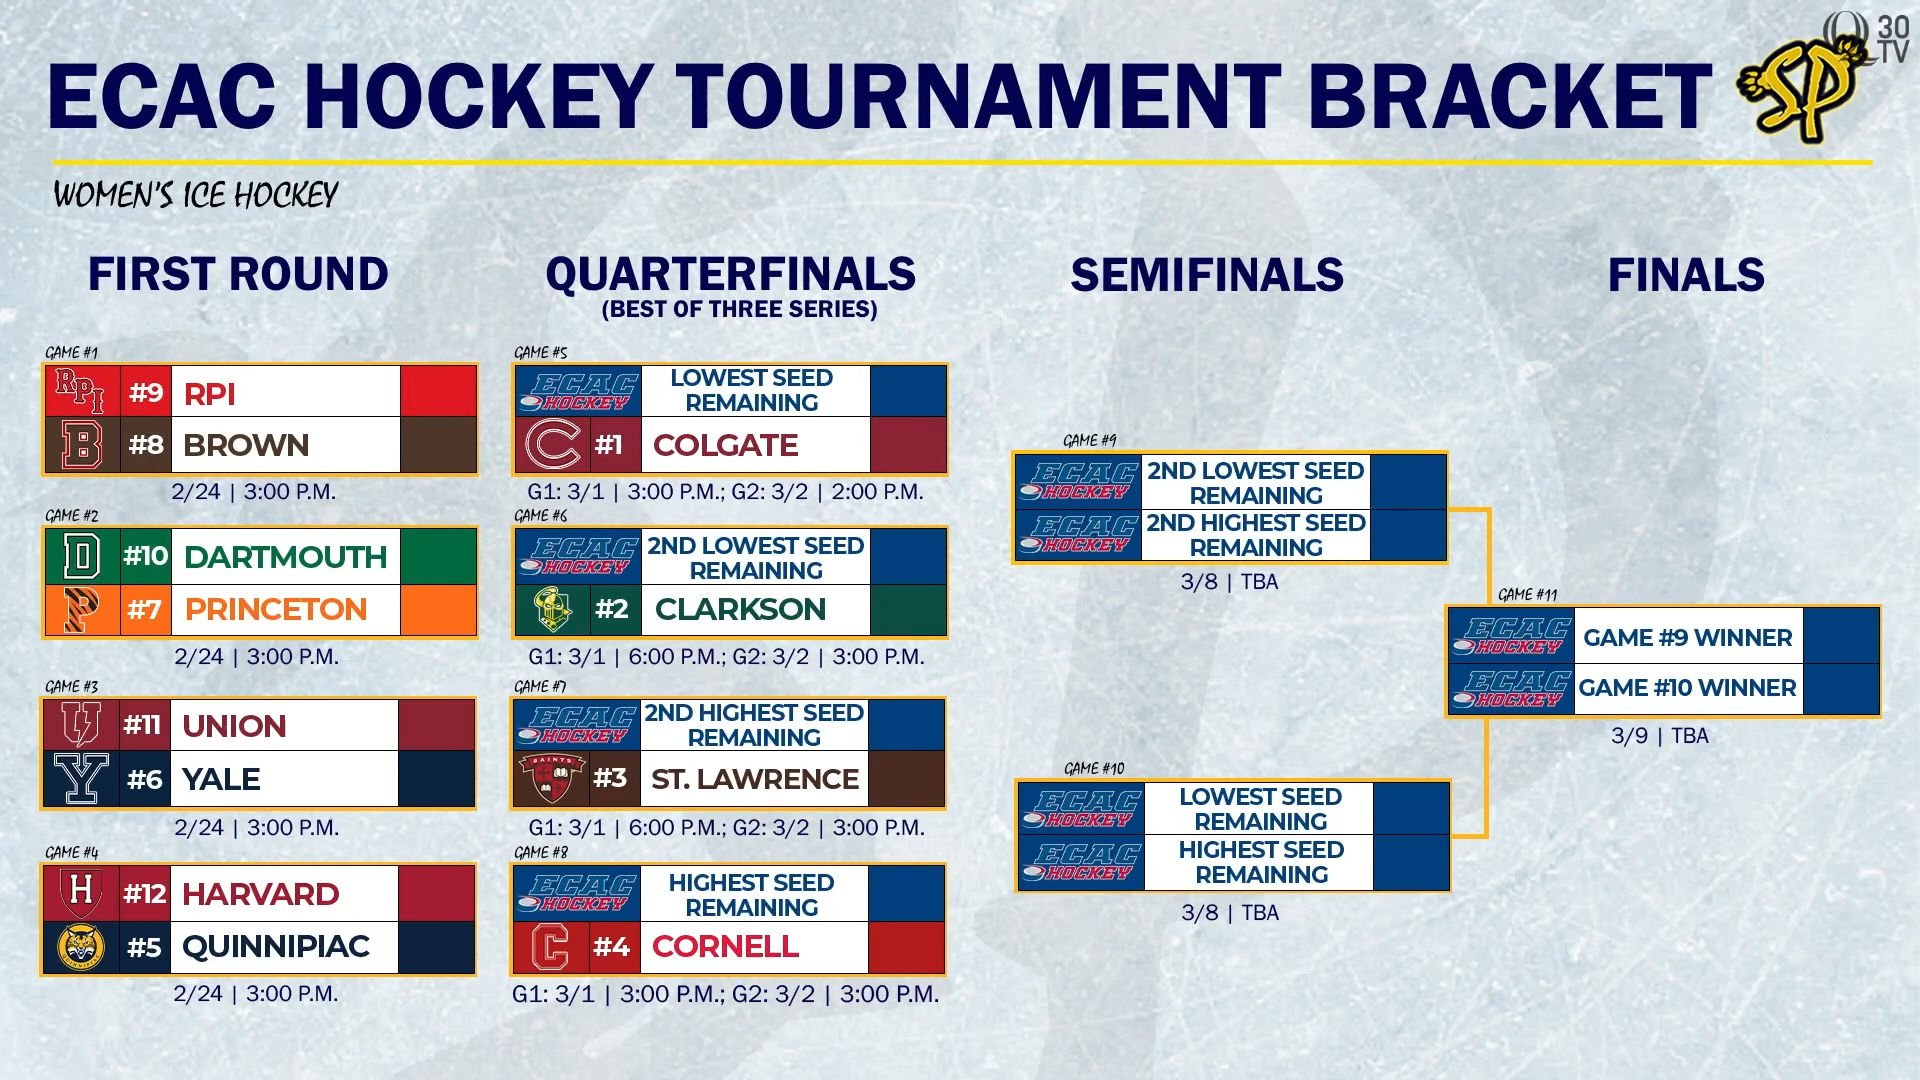 30
TV
ECAC HOCKEY TOURNAMENT BRACKET
SP
WOMEN'S ICE HOCKEY
FIRST ROUND
GAME #1
RPI #9 RPI
B #8 BROWN
2/24 | 3:00 P.M.
GAME #2
D #10 DARTMOUTH
P #7 PRINCETON
2/24 | 3:00 P.M.
GAME #3
U #11 UNION
Y #6 YALE
2/24 | 3:00 P.M.
GAME #4
H #12 HARVARD
#5 QUINNIPIAC
2/24 | 3:00 P.M.
QUARTERFINALS
(BEST OF THREE SERIES)
GAME #5
ECAC
HOCKEY
LOWEST SEED
REMAINING
C #1 COLGATE
G1: 3/1 | 3:00 P.M.; G2: 3/2 | 2:00 P.M.
GAME #6
ECAC
HOCKEY
2ND LOWEST SEED
REMAINING
#2 CLARKSON
G1: 3/1 | 6:00 P.M.; G2: 3/2 | 3:00 P.M.
GAME #7
ECAC
HOCKEY
2ND HIGHEST SEED
REMAINING
SAINTS
#3 ST. LAWRENCE
G1: 3/1 | 6:00 P.M.; G2: 3/2 | 3:00 P.M.
GAME #8
ECAC
HOCKEY
HIGHEST SEED
REMAINING
C #4 CORNELL
G1: 3/1 | 3:00 P.M.; G2: 3/2 | 3:00 P.M.
SEMIFINALS
GAME #9
ECAC
HOCKEY
2ND LOWEST SEED
REMAINING
ECAC
HOCKEY
2ND HIGHEST SEED
REMAINING
3/8 | TBA
GAME #10
ECAC
HOCKEY
LOWEST SEED
REMAINING
ECAC
HOCKEY
HIGHEST SEED
REMAINING
3/8 | TBA
FINALS
GAME #11
ECAC
HOCKEY
GAME #9 WINNER
ECAC
HOCKEY
GAME #10 WINNER
3/9 | TBA